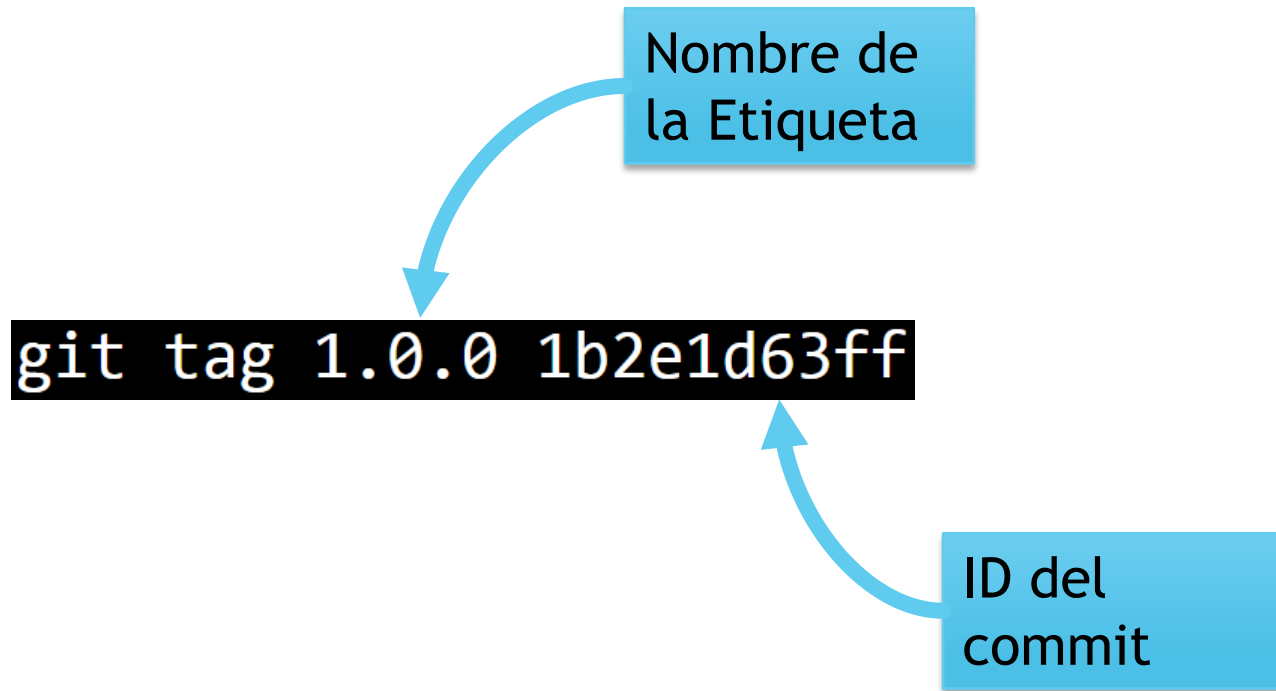 Nombre de
la Etiqueta
git tag 1.0.0 1b2e1d63ff
ID del
commit